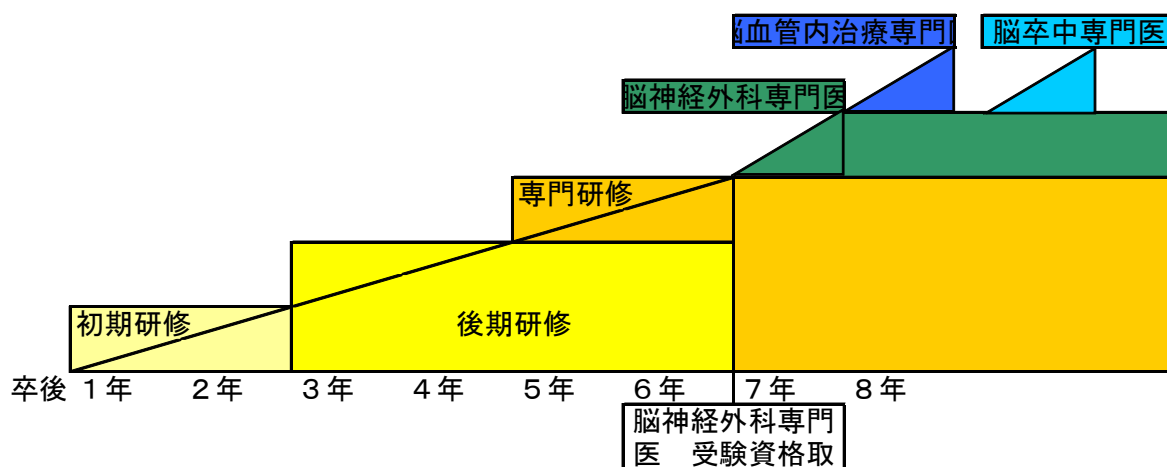 脳血管内治療専門医
脳卒中専門医
脳神経外科専門医
専門研修
初期研修
後期研修
卒後 1年 2年 3年 4年 5年 6年 7年 8年
脳神経外科専門
医 受験資格取